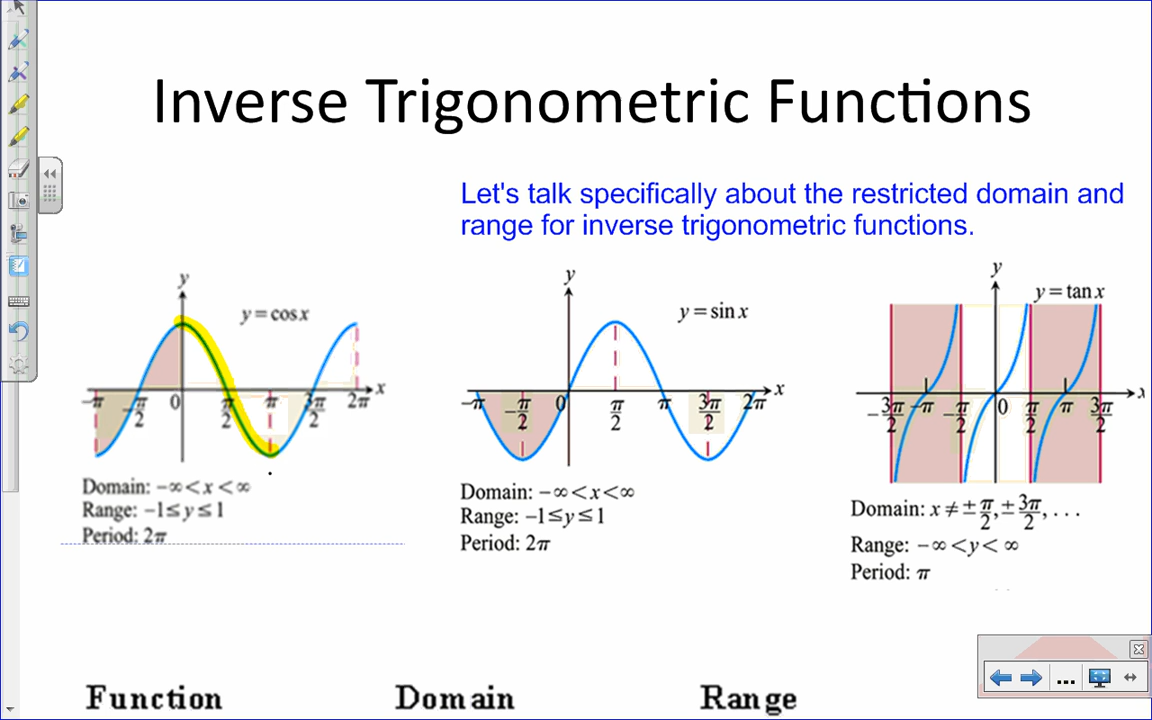 Inverse Trigonometric Functions
Let's talk specifically about the restricted domain and
range for inverse trigonometric functions.
y
y = cos x
x
-π
-π/2
0
π/2
π
3π/2
2π
Domain: -∞ < x < ∞
Range: -1 ≤ y ≤ 1
Period: 2π
y
y = sin x
x
-π
-π/2
0
π/2
π
3π/2
2π
Domain: -∞ < x < ∞
Range: -1 ≤ y ≤ 1
Period: 2π
y
y = tan x
x
-3π/2
-π
-π/2
0
π/2
π
3π/2
Domain: x ≠ ± π/2, ± 3π/2, . . .
Range: -∞ < y < ∞
Period: π
Function Domain Range